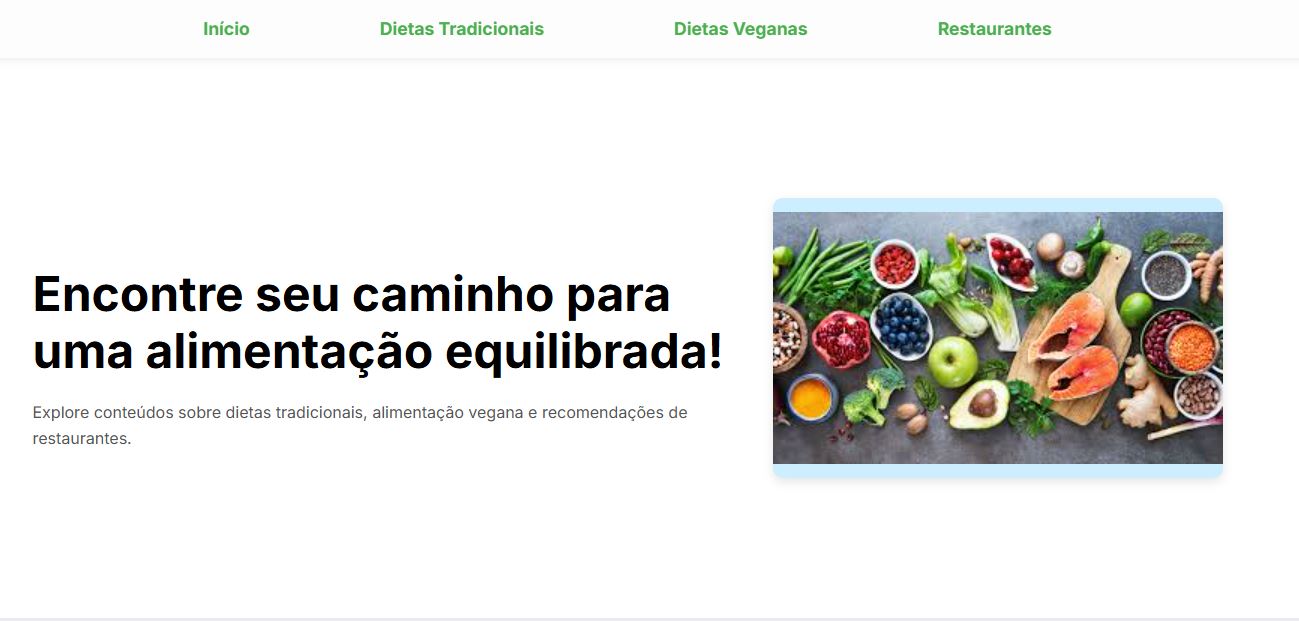 Início
Dietas Tradicionais
Dietas Veganas
Restaurantes
Encontre seu caminho para
uma alimentação equilibrada!
Explore conteúdos sobre dietas tradicionais, alimentação vegana e recomendações de
restaurantes.